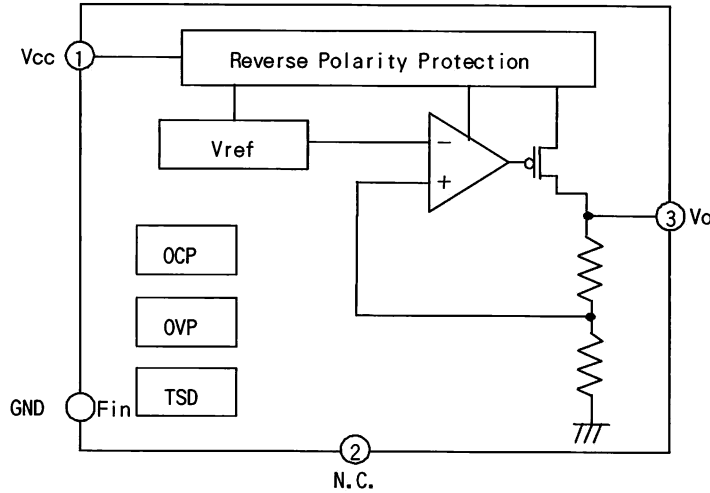 Vcc 1 Reverse Polarity Protection
Vref
−
+
3 Vo
OCP
OVP
TSD
GND Fin
2
N.C.